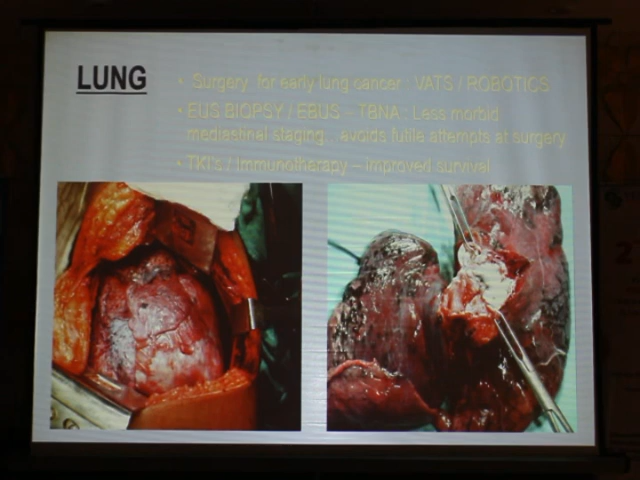 LUNG
• Surgery for early lung cancer : VATS / ROBOTICS
• EUS BIOPSY / EBUS – TBNA : Less morbid
mediastinal staging, avoids futile attempts at surgery
• TKI's / Immunotherapy – improved survival